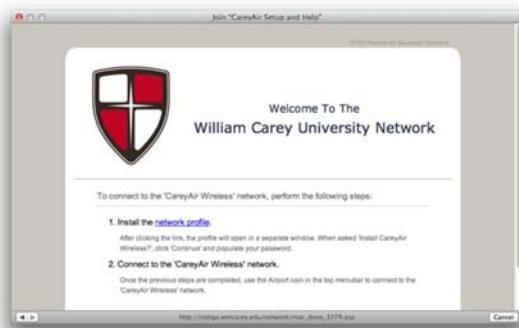 Join "CareyAir Setup and Help"
Welcome To The
William Carey University Network
To connect to the 'CareyAir Wireless' network, perform the following steps:
1. Install the network profile.
After clicking the link, the profile will open in a separate window. When asked 'Install CareyAir
Wireless?', click 'Continue' and populate your password.
2. Connect to the 'CareyAir Wireless' network.
Once the previous steps are completed, use the Airport icon in the top menubar to connect to the
'CareyAir Wireless' network.
Cancel